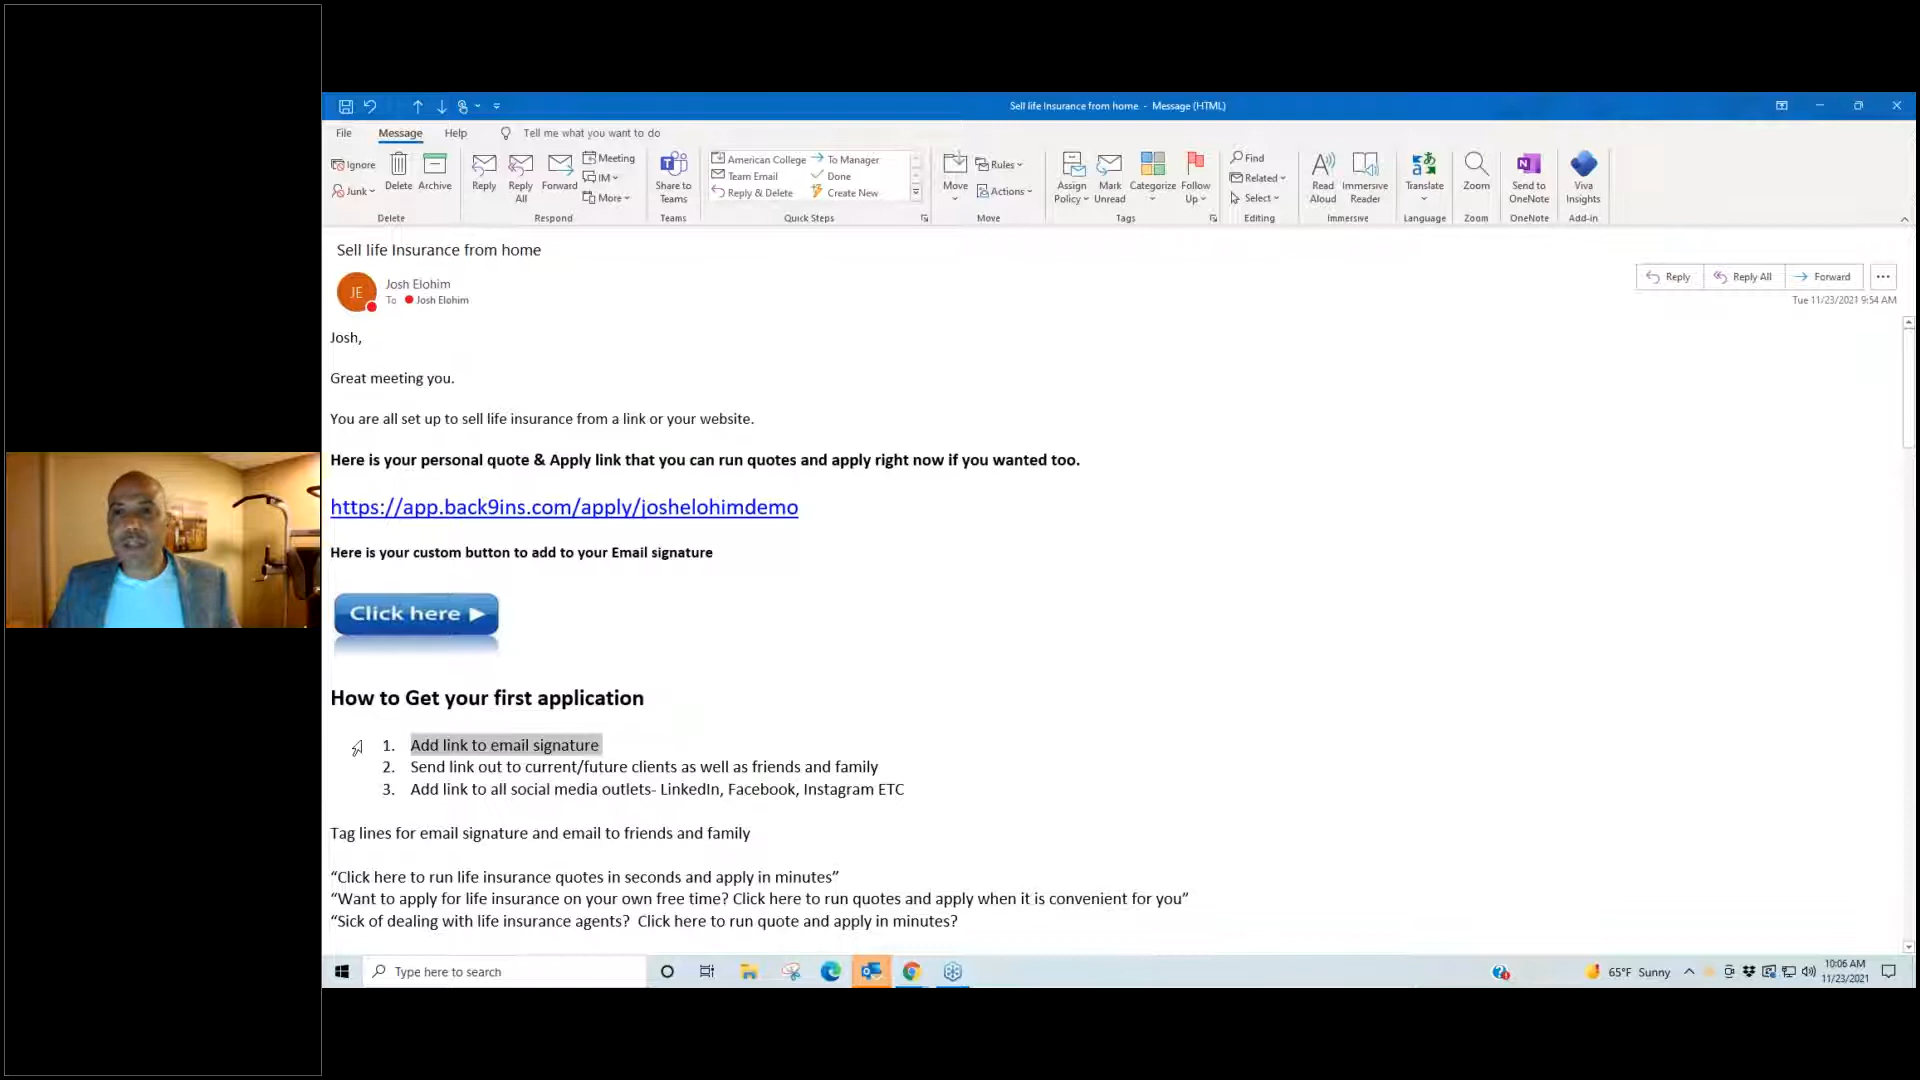 Sell life Insurance from home - Message (HTML)
File Message Help Tell me what you want to do
Ignore
Junk
Delete
Archive
Delete
Reply
Reply All
Forward
Meeting
IM
More
Respond
Share to Teams
Teams
American College
Team Email
Reply & Delete
To Manager
Done
Create New
Quick Steps
Move
Rules
Actions
Move
Assign Policy
Mark Unread
Categorize
Follow Up
Tags
Find
Related
Select
Editing
Read Aloud
Immersive Reader
Immersive
Translate
Language
Zoom
Zoom
Send to OneNote
OneNote
Viva Insights
Add-in
Sell life Insurance from home
JE
Josh Elohim
To Josh Elohim
Reply Reply All Forward
Tue 11/23/2021 9:54 AM
Josh,
Great meeting you.
You are all set up to sell life insurance from a link or your website.
Here is your personal quote & Apply link that you can run quotes and apply right now if you wanted too.
https://app.back9ins.com/apply/joshelohimdemo
Here is your custom button to add to your Email signature
Click here
How to Get your first application
1. Add link to email signature
2. Send link out to current/future clients as well as friends and family
3. Add link to all social media outlets- LinkedIn, Facebook, Instagram ETC
Tag lines for email signature and email to friends and family
“Click here to run life insurance quotes in seconds and apply in minutes”
“Want to apply for life insurance on your own free time? Click here to run quotes and apply when it is convenient for you”
“Sick of dealing with life insurance agents? Click here to run quote and apply in minutes?
Type here to search
65°F Sunny
10:06 AM
11/23/2021